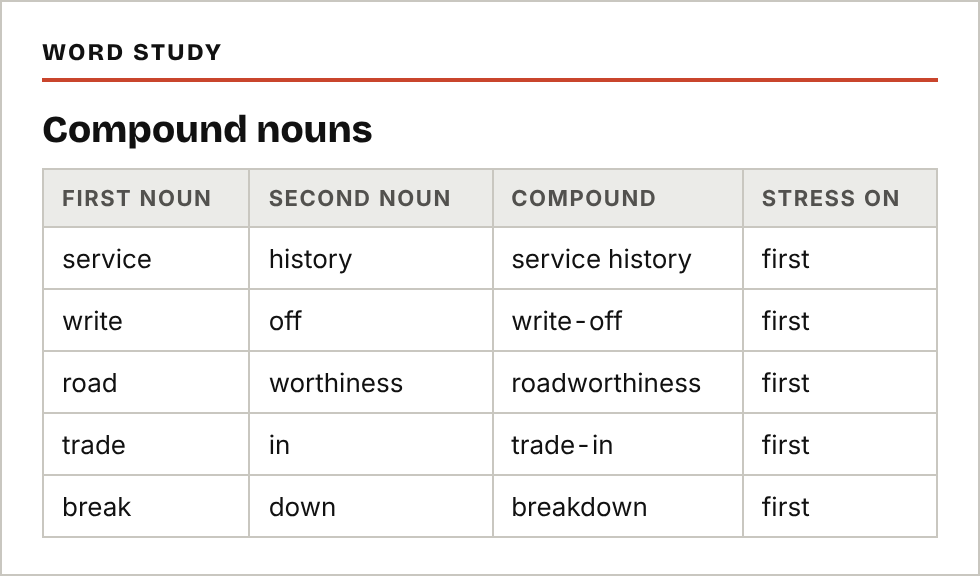 WORD STUDY
Compound nouns
FIRST NOUN SECOND NOUN COMPOUND STRESS ON
service history service history first
write off write-off first
road worthiness roadworthiness first
trade in trade-in first
break down breakdown first